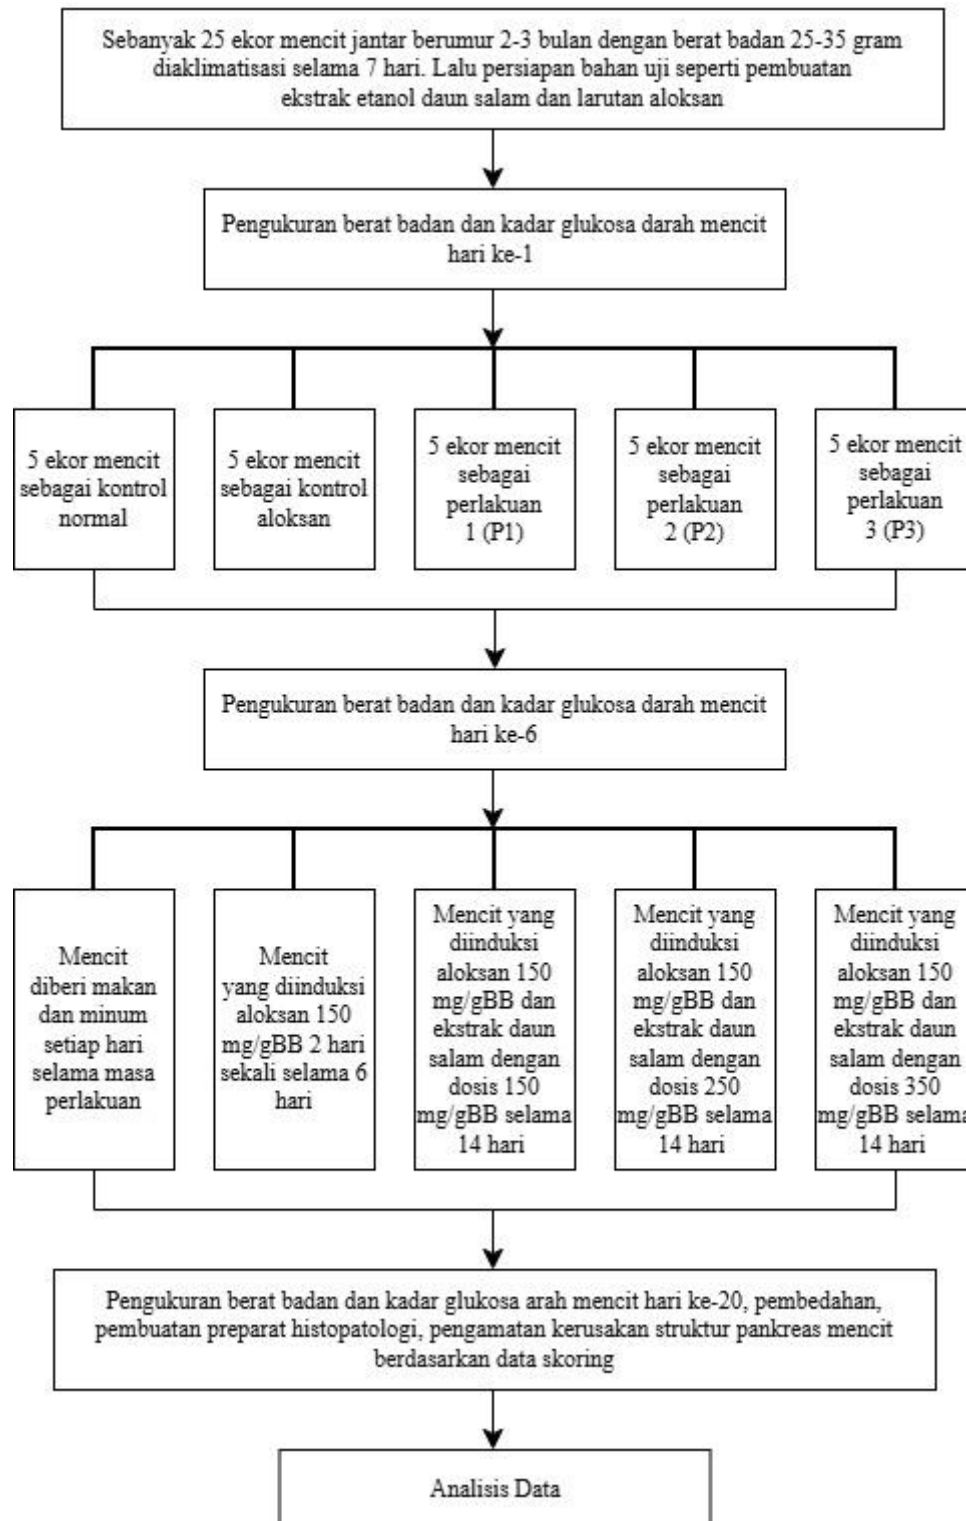 Sebanyak 25 ekor mencit jantar berumur 2-3 bulan dengan berat badan 25-35 gram
diaklimatisasi selama 7 hari. Lalu persiapan bahan uji seperti pembuatan
ekstrak etanol daun salam dan larutan aloksan
Pengukuran berat badan dan kadar glukosa darah mencit
hari ke-1
5 ekor mencit
sebagai kontrol
normal
5 ekor mencit
sebagai kontrol
aloksan
5 ekor mencit
sebagai
perlakuan
1 (P1)
5 ekor mencit
sebagai
perlakuan
2 (P2)
5 ekor mencit
sebagai
perlakuan
3 (P3)
Pengukuran berat badan dan kadar glukosa darah mencit
hari ke-6
Mencit
diberi makan
dan minum
setiap hari
selama masa
perlakuan
Mencit
yang diinduksi
aloksan 150
mg/gBB 2 hari
sekali selama 6
hari
Mencit yang
diinduksi
aloksan 150
mg/gBB dan
ekstrak daun
salam dengan
dosis 150
mg/gBB selama
14 hari
Mencit yang
diinduksi
aloksan 150
mg/gBB dan
ekstrak daun
salam dengan
dosis 250
mg/gBB selama
14 hari
Mencit yang
diinduksi
aloksan 150
mg/gBB dan
ekstrak daun
salam dengan
dosis 350
mg/gBB selama
14 hari
Pengukuran berat badan dan kadar glukosa arah mencit hari ke-20, pembedahan,
pembuatan preparat histopatologi, pengamatan kerusakan struktur pankreas mencit
berdasarkan data skoring
Analisis Data